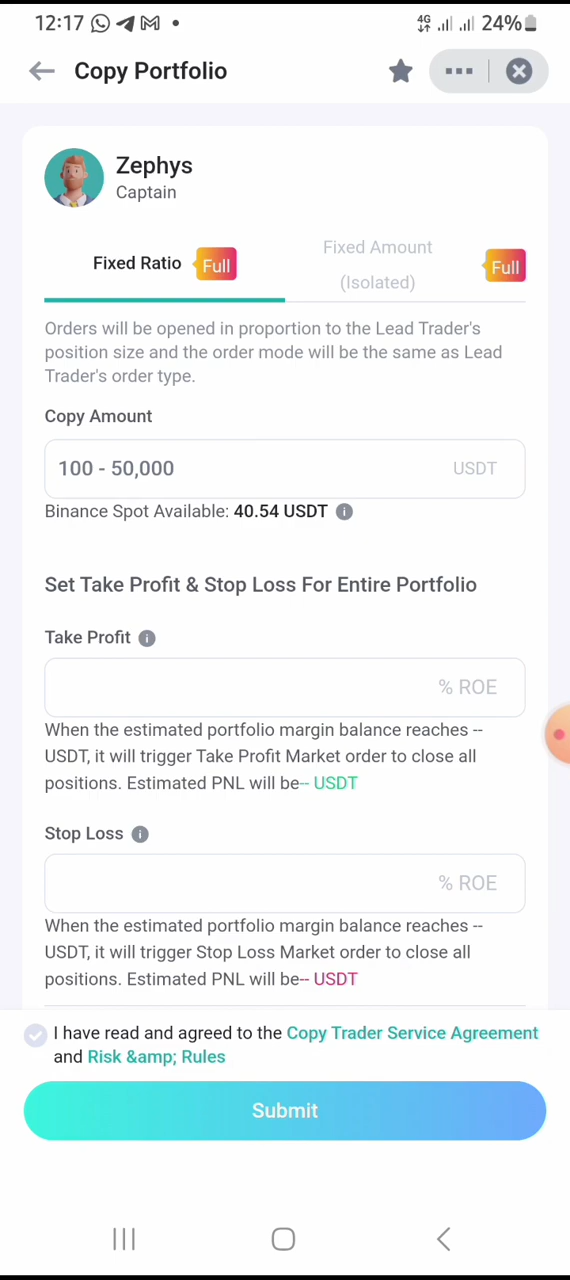 12:17 4G 24%
Copy Portfolio
Zephys
Captain
Fixed Ratio Full
Fixed Amount
(Isolated) Full
Orders will be opened in proportion to the Lead Trader's
position size and the order mode will be the same as Lead
Trader's order type.
Copy Amount
100 - 50,000 USDT
Binance Spot Available: 40.54 USDT
Set Take Profit & Stop Loss For Entire Portfolio
Take Profit
% ROE
When the estimated portfolio margin balance reaches --
USDT, it will trigger Take Profit Market order to close all
positions. Estimated PNL will be-- USDT
Stop Loss
% ROE
When the estimated portfolio margin balance reaches --
USDT, it will trigger Stop Loss Market order to close all
positions. Estimated PNL will be-- USDT
I have read and agreed to the Copy Trader Service Agreement
and Risk &amp; Rules
Submit